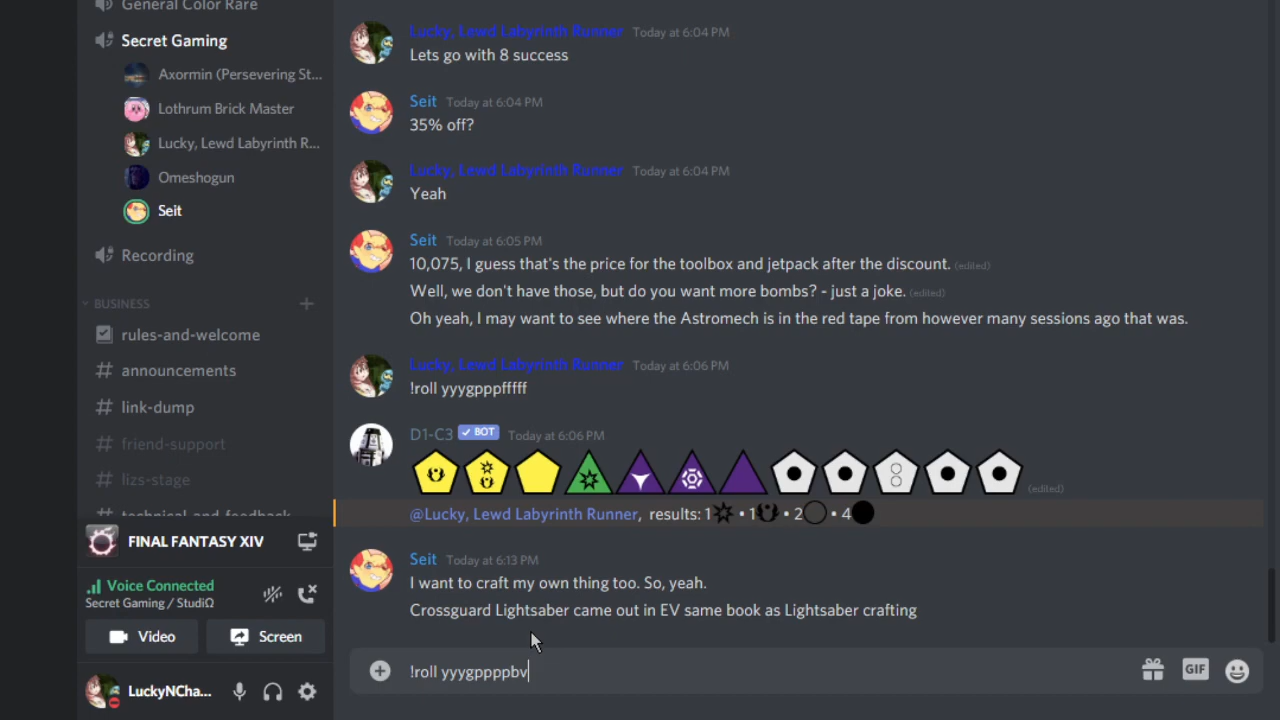 General Color Rare
Secret Gaming
Axormin (Persevering St...
Lothrum Brick Master
Lucky, Lewd Labyrinth R...
Omeshogun
Seit
Recording
BUSINESS
rules-and-welcome
announcements
link-dump
friend-support
lizs-stage
technical-and-feedback
FINAL FANTASY XIV
Voice Connected
Secret Gaming / StudiΩ
Video
Screen
LuckyNCha...
Lucky, Lewd Labyrinth Runner Today at 6:04 PM
Lets go with 8 success
Seit Today at 6:04 PM
35% off?
Lucky, Lewd Labyrinth Runner Today at 6:04 PM
Yeah
Seit Today at 6:05 PM
10,075, I guess that's the price for the toolbox and jetpack after the discount. (edited)
Well, we don't have those, but do you want more bombs? - just a joke. (edited)
Oh yeah, I may want to see where the Astromech is in the red tape from however many sessions ago that was.
Lucky, Lewd Labyrinth Runner Today at 6:06 PM
!roll yyygpppfffff
D1-C3 BOT Today at 6:06 PM
(edited)
@Lucky, Lewd Labyrinth Runner, results: 1 • 1 • 2 • 4
Seit Today at 6:13 PM
I want to craft my own thing too. So, yeah.
Crossguard Lightsaber came out in EV same book as Lightsaber crafting
!roll yyygppppbv
GIF